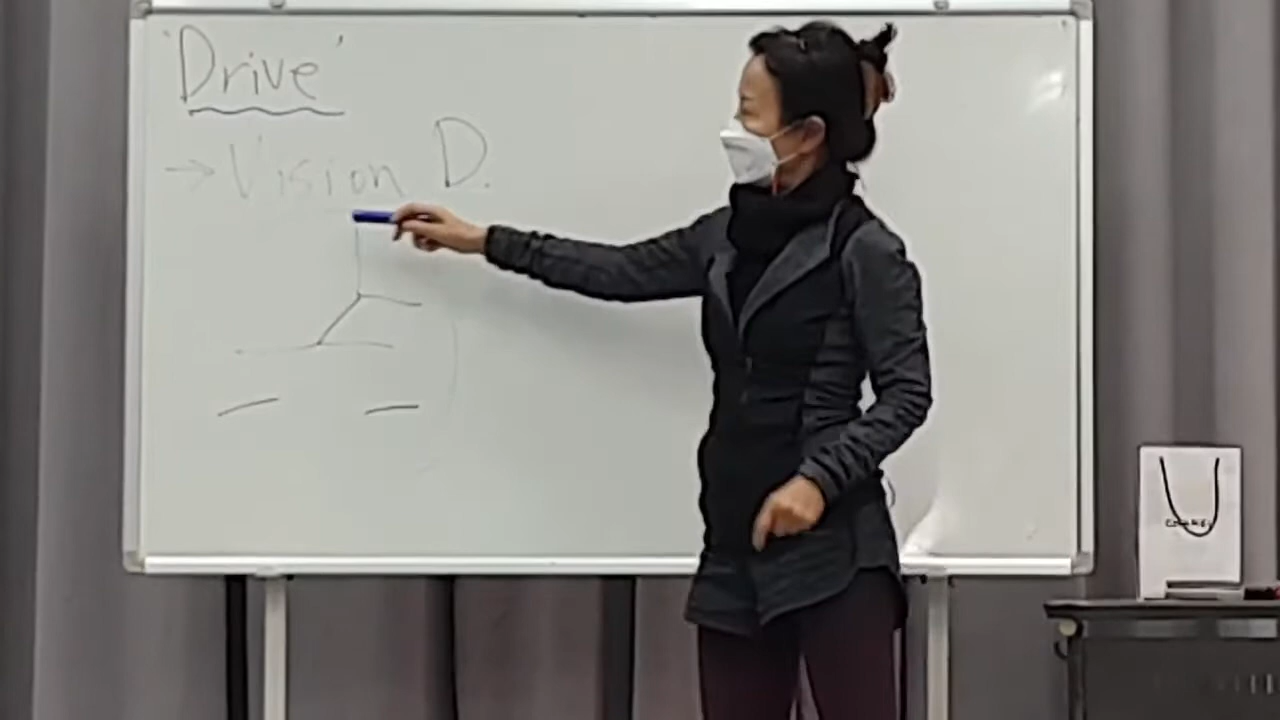 'Drive'
→ Vision D.